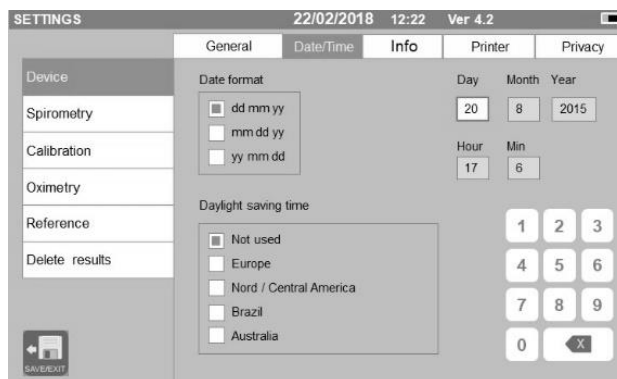 SETTINGS 22/02/2018 12:22 Ver 4.2
General Date/Time Info Printer Privacy
Device
Spirometry
Calibration
Oximetry
Reference
Delete results
SAVE/EXIT
Date format
dd mm yy
mm dd yy
yy mm dd
Day Month Year
20 8 2015
Hour Min
17 6
Daylight saving time
Not used
Europe
Nord / Central America
Brazil
Australia
1 2 3
4 5 6
7 8 9
0 X